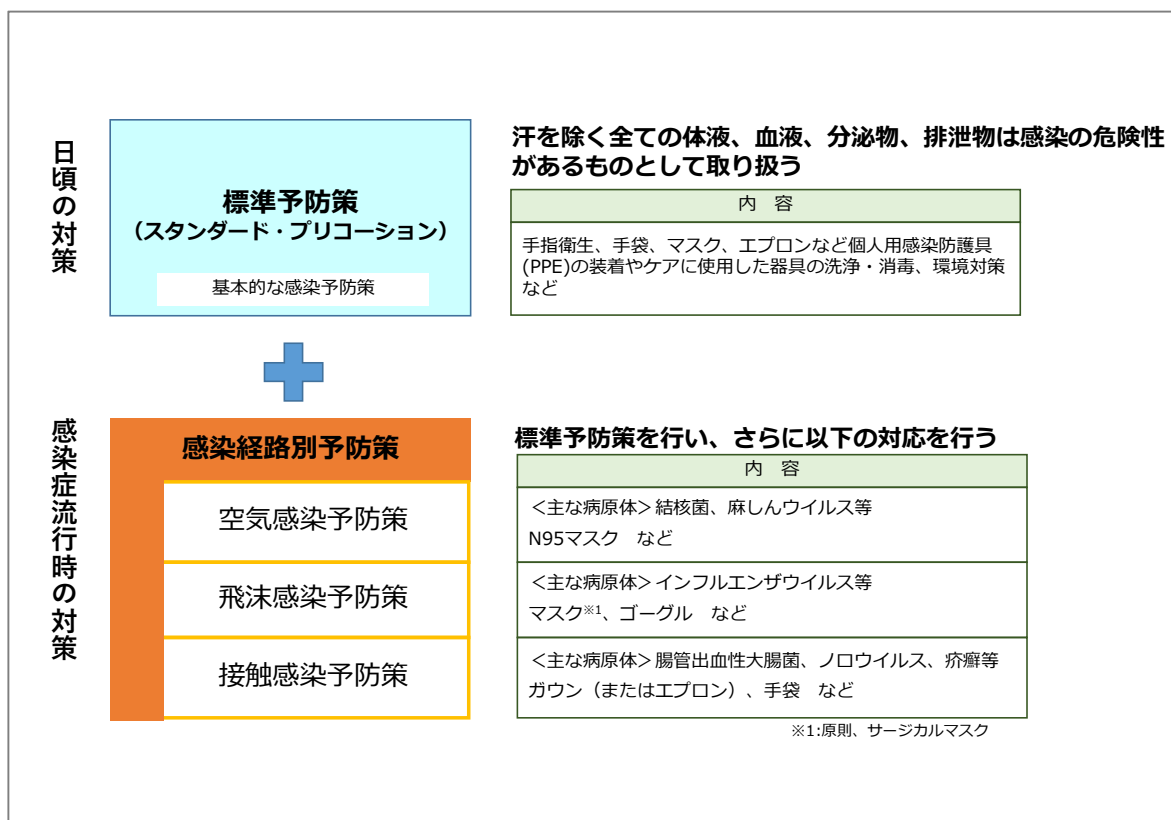 日頃の対策
標準予防策
（スタンダード・プリコーション）
基本的な感染予防策
汗を除く全ての体液、血液、分泌物、排泄物は感染の危険性
があるものとして取り扱う
内　容
手指衛生、手袋、マスク、エプロンなど個人用感染防護具
(PPE)の装着やケアに使用した器具の洗浄・消毒、環境対策
など
感染症流行時の対策
感染経路別予防策
空気感染予防策
飛沫感染予防策
接触感染予防策
標準予防策を行い、さらに以下の対応を行う
内　容
＜主な病原体＞結核菌、麻しんウイルス等
N95マスク　など
＜主な病原体＞インフルエンザウイルス等
マスク※1、ゴーグル　など
＜主な病原体＞腸管出血性大腸菌、ノロウイルス、疥癬等
ガウン（またはエプロン）、手袋　など
※1:原則、サージカルマスク